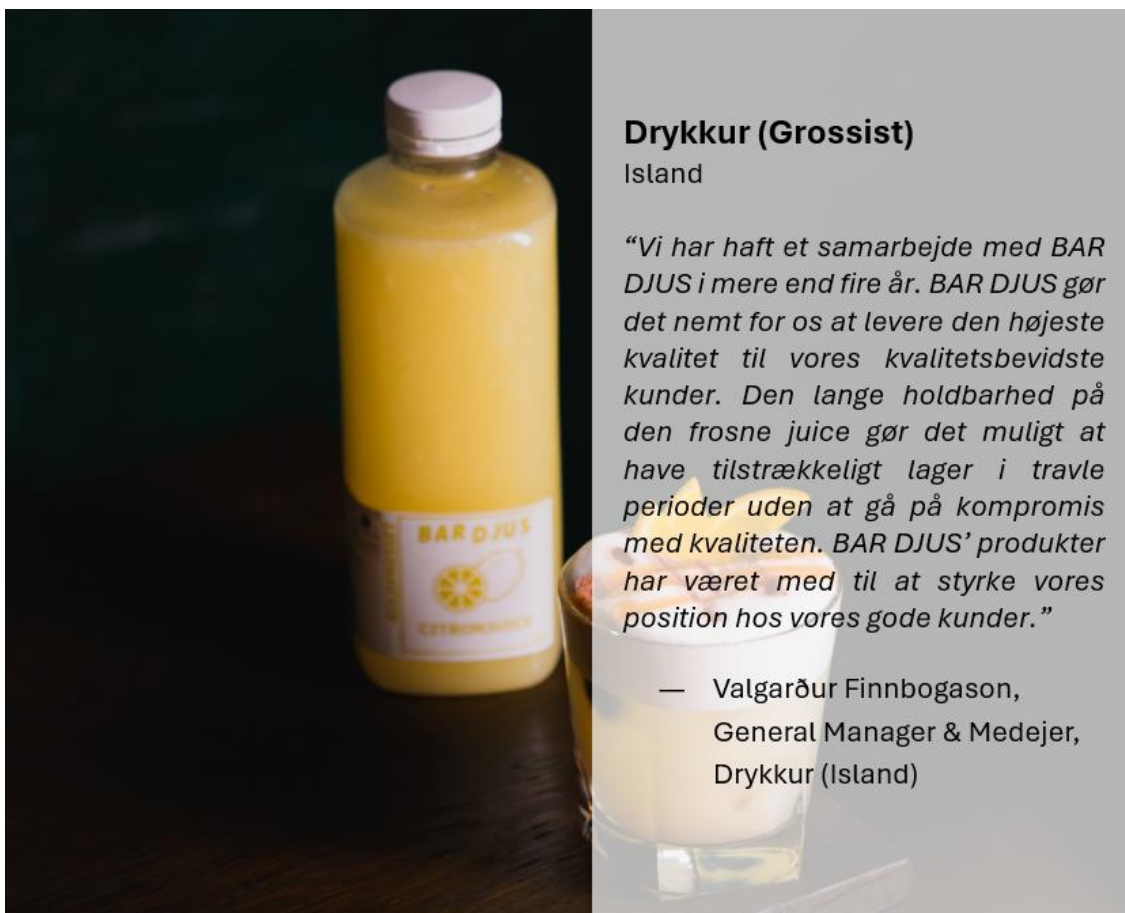 Drykkur (Grossist)
Island
“Vi har haft et samarbejde med BAR
DJUS i mere end fire år. BAR DJUS gør
det nemt for os at levere den højeste
kvalitet til vores kvalitetsbevidste
kunder. Den lange holdbarhed på
den frosne juice gør det muligt at
have tilstrækkeligt lager i travle
perioder uden at gå på kompromis
med kvaliteten. BAR DJUS’ produkter
har været med til at styrke vores
position hos vores gode kunder.”
— Valgarður Finnbogason,
General Manager & Medejer,
Drykkur (Island)
BAR DJUS
CITRONJUICE